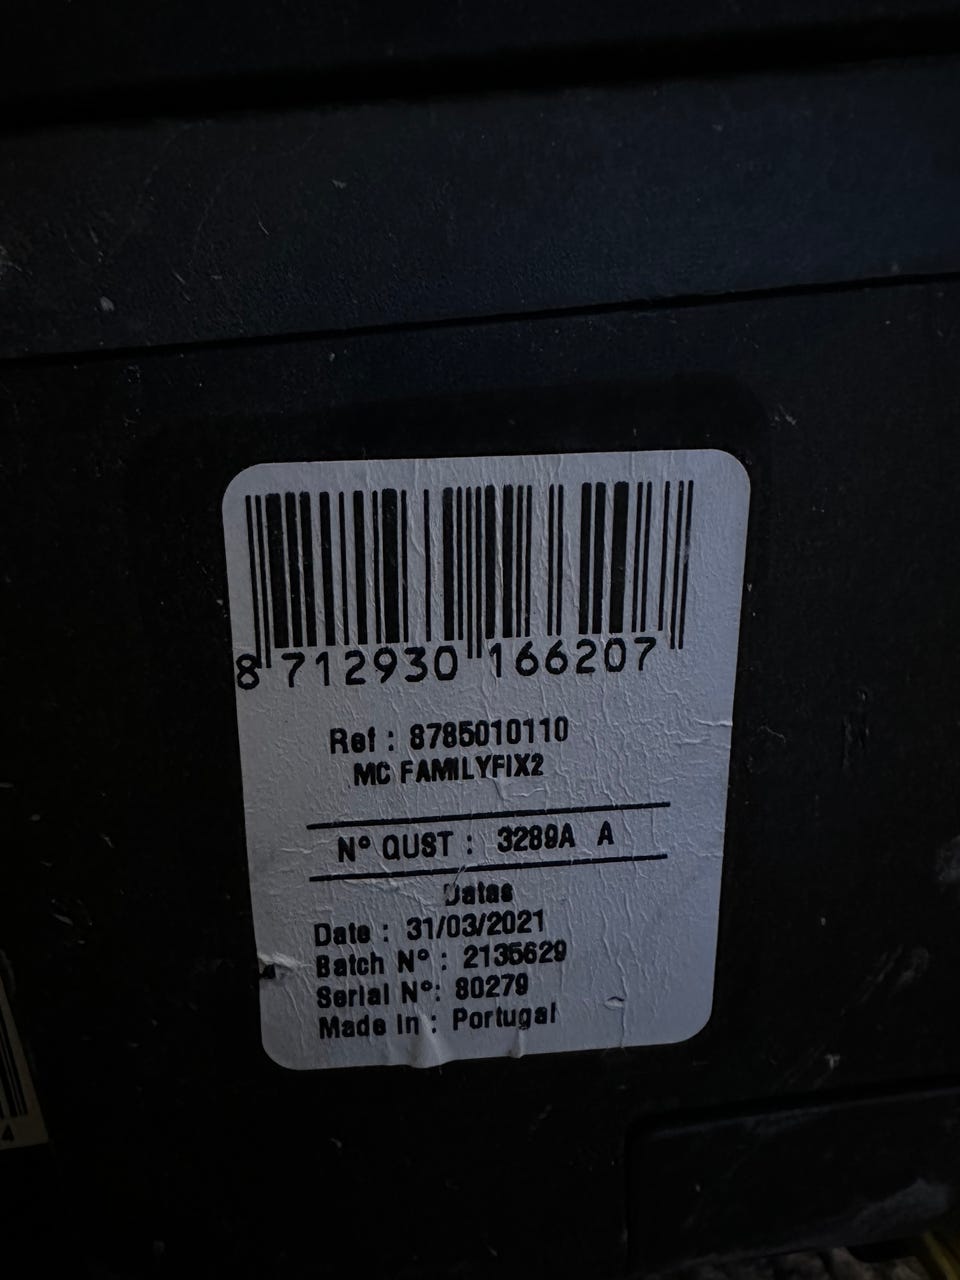 8 712930 166207
Ref : 8785010110
MC FAMILYFIX2
N° QUST : 3289A A
Datas
Date : 31/03/2021
Batch N° : 2135629
Serial N°: 80279
Made In : Portugal
4